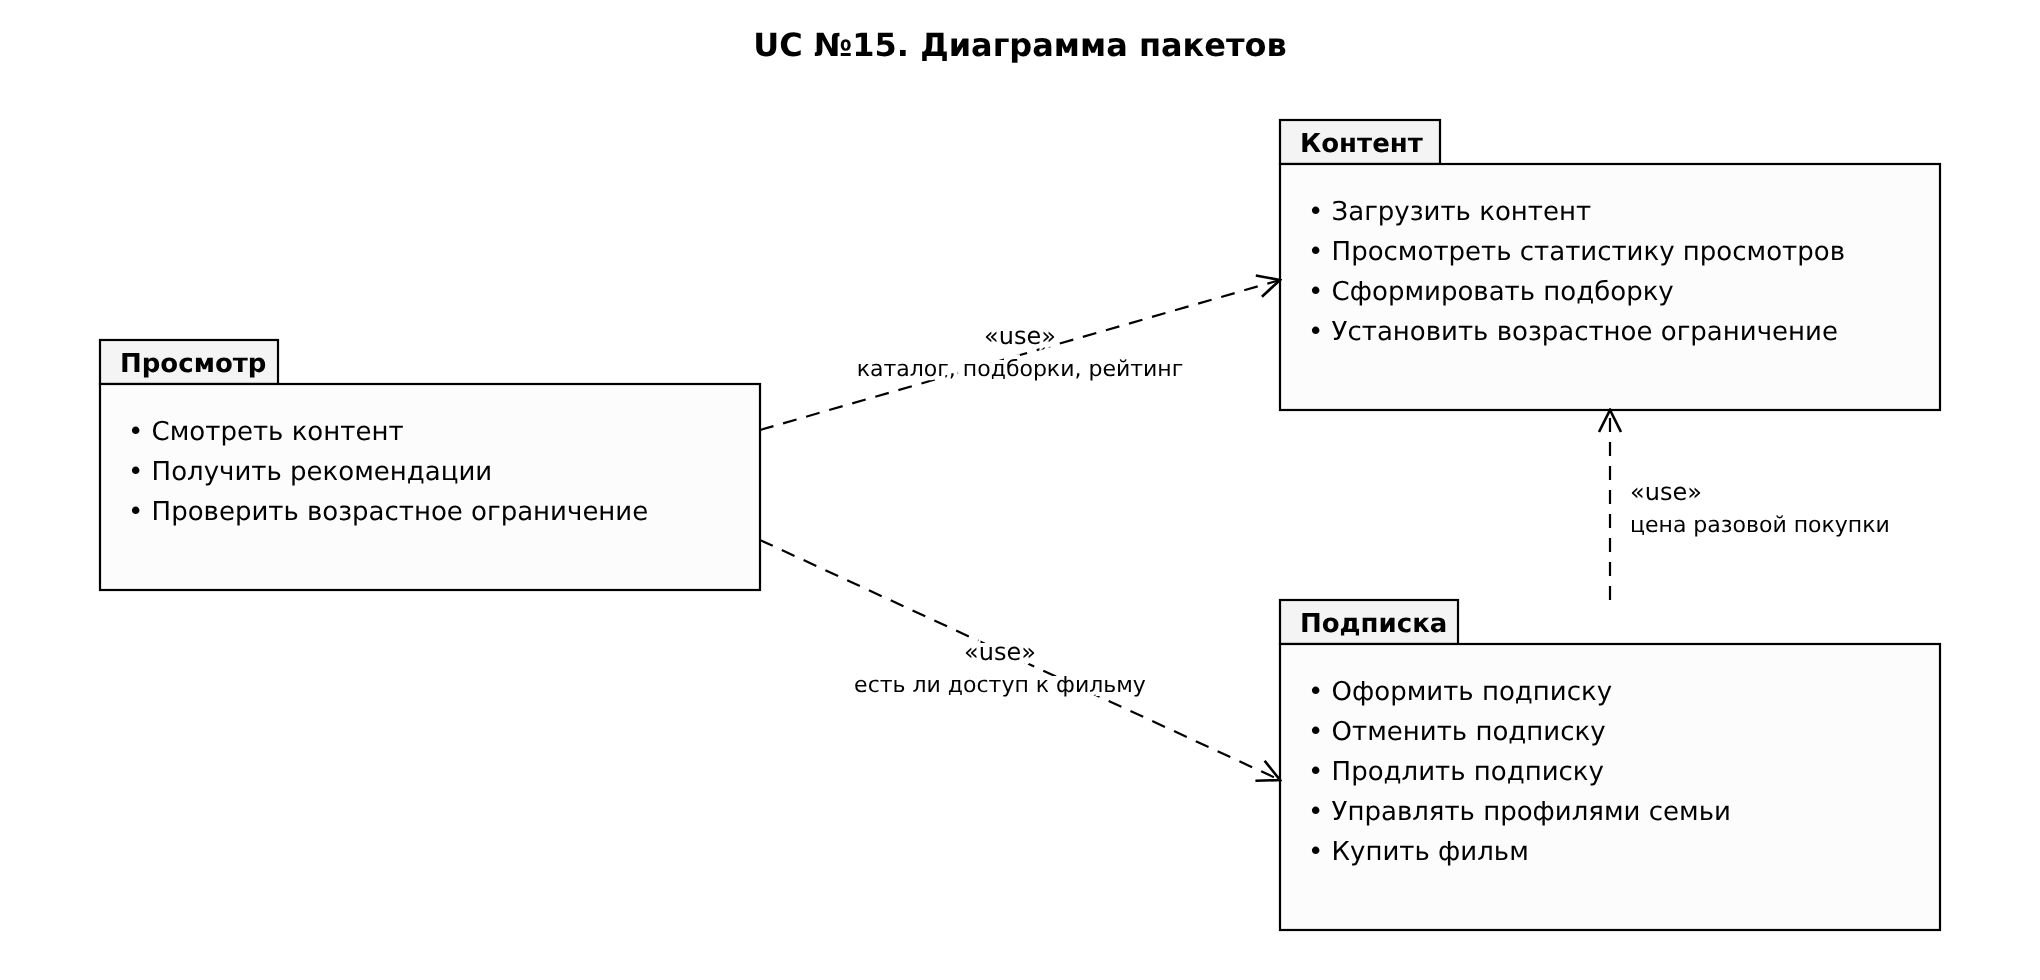 UC №15. Диаграмма пакетов
Контент
• Загрузить контент
• Просмотреть статистику просмотров
• Сформировать подборку
• Установить возрастное ограничение
«use»
каталог, подборки, рейтинг
Просмотр
• Смотреть контент
• Получить рекомендации
• Проверить возрастное ограничение
«use»
цена разовой покупки
«use»
есть ли доступ к фильму
Подписка
• Оформить подписку
• Отменить подписку
• Продлить подписку
• Управлять профилями семьи
• Купить фильм